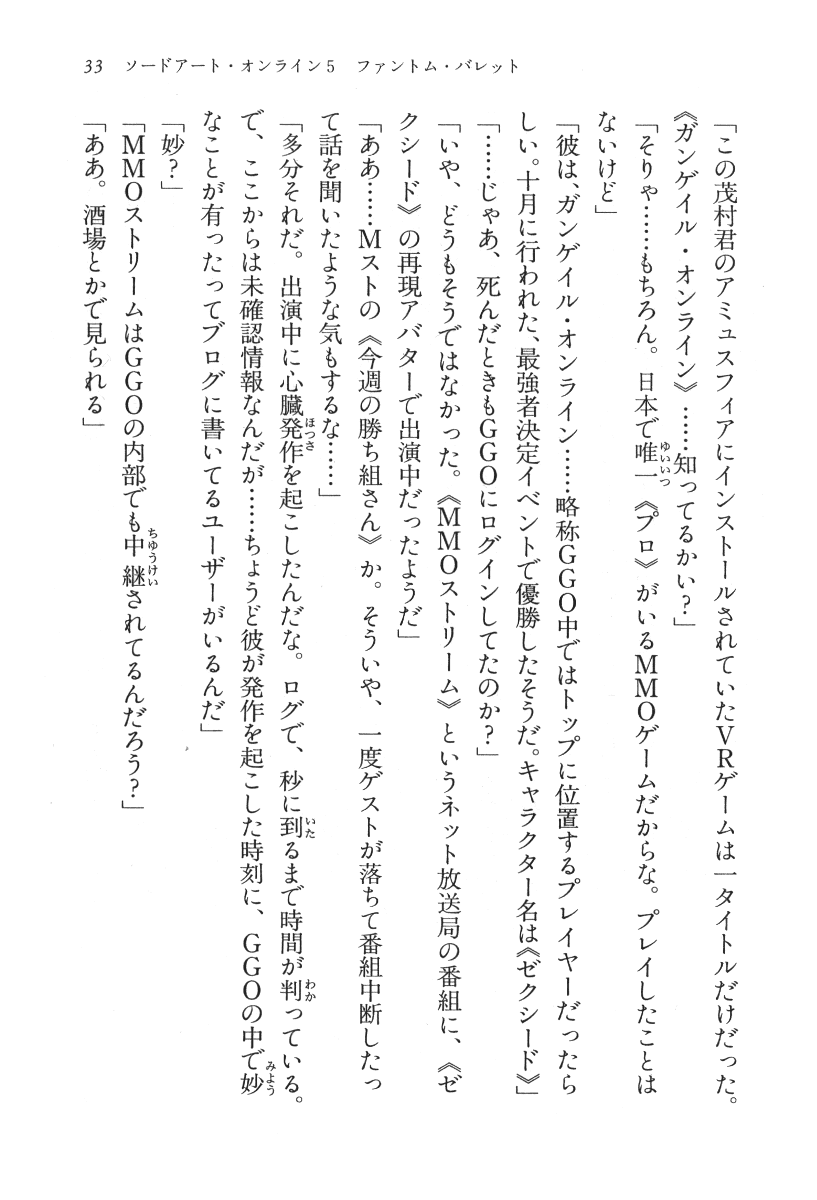 33　ソードアート・オンライン5　ファントム・バレット
「この茂村君のアミュスフィアにインストールされていたVRゲームは一タイトルだけだった。
《ガンゲイル・オンライン》……知ってるかい？」
「そりゃ……もちろん。日本で唯一《プロ》がいるMMOゲームだからな。プレイしたことは
ないけど」
「彼は、ガンゲイル・オンライン……略称GGO中ではトップに位置するプレイヤーだったら
しい。十月に行われた、最強者決定イベントで優勝したそうだ。キャラクター名は《ゼクシード》」
「……じゃあ、死んだときもGGOにログインしてたのか？」
「いや、どうもそうではなかった。《MMOストリーム》というネット放送局の番組に、《ゼ
クシード》の再現アバターで出演中だったようだ」
「ああ……Mストの《今週の勝ち組さん》か。そういや、一度ゲストが落ちて番組中断したっ
て話を聞いたような気もするな……」
「多分それだ。出演中に心臓発作を起こしたんだな。ログで、秒に到るまで時間が判っている。
で、ここからは未確認情報なんだが……ちょうど彼が発作を起こした時刻に、GGOの中で妙
なことが有ったってブログに書いてるユーザーがいるんだ」
「妙？」
「MMOストリームはGGOの内部でも中継されてるんだろう？」
「ああ。酒場とかで見られる」